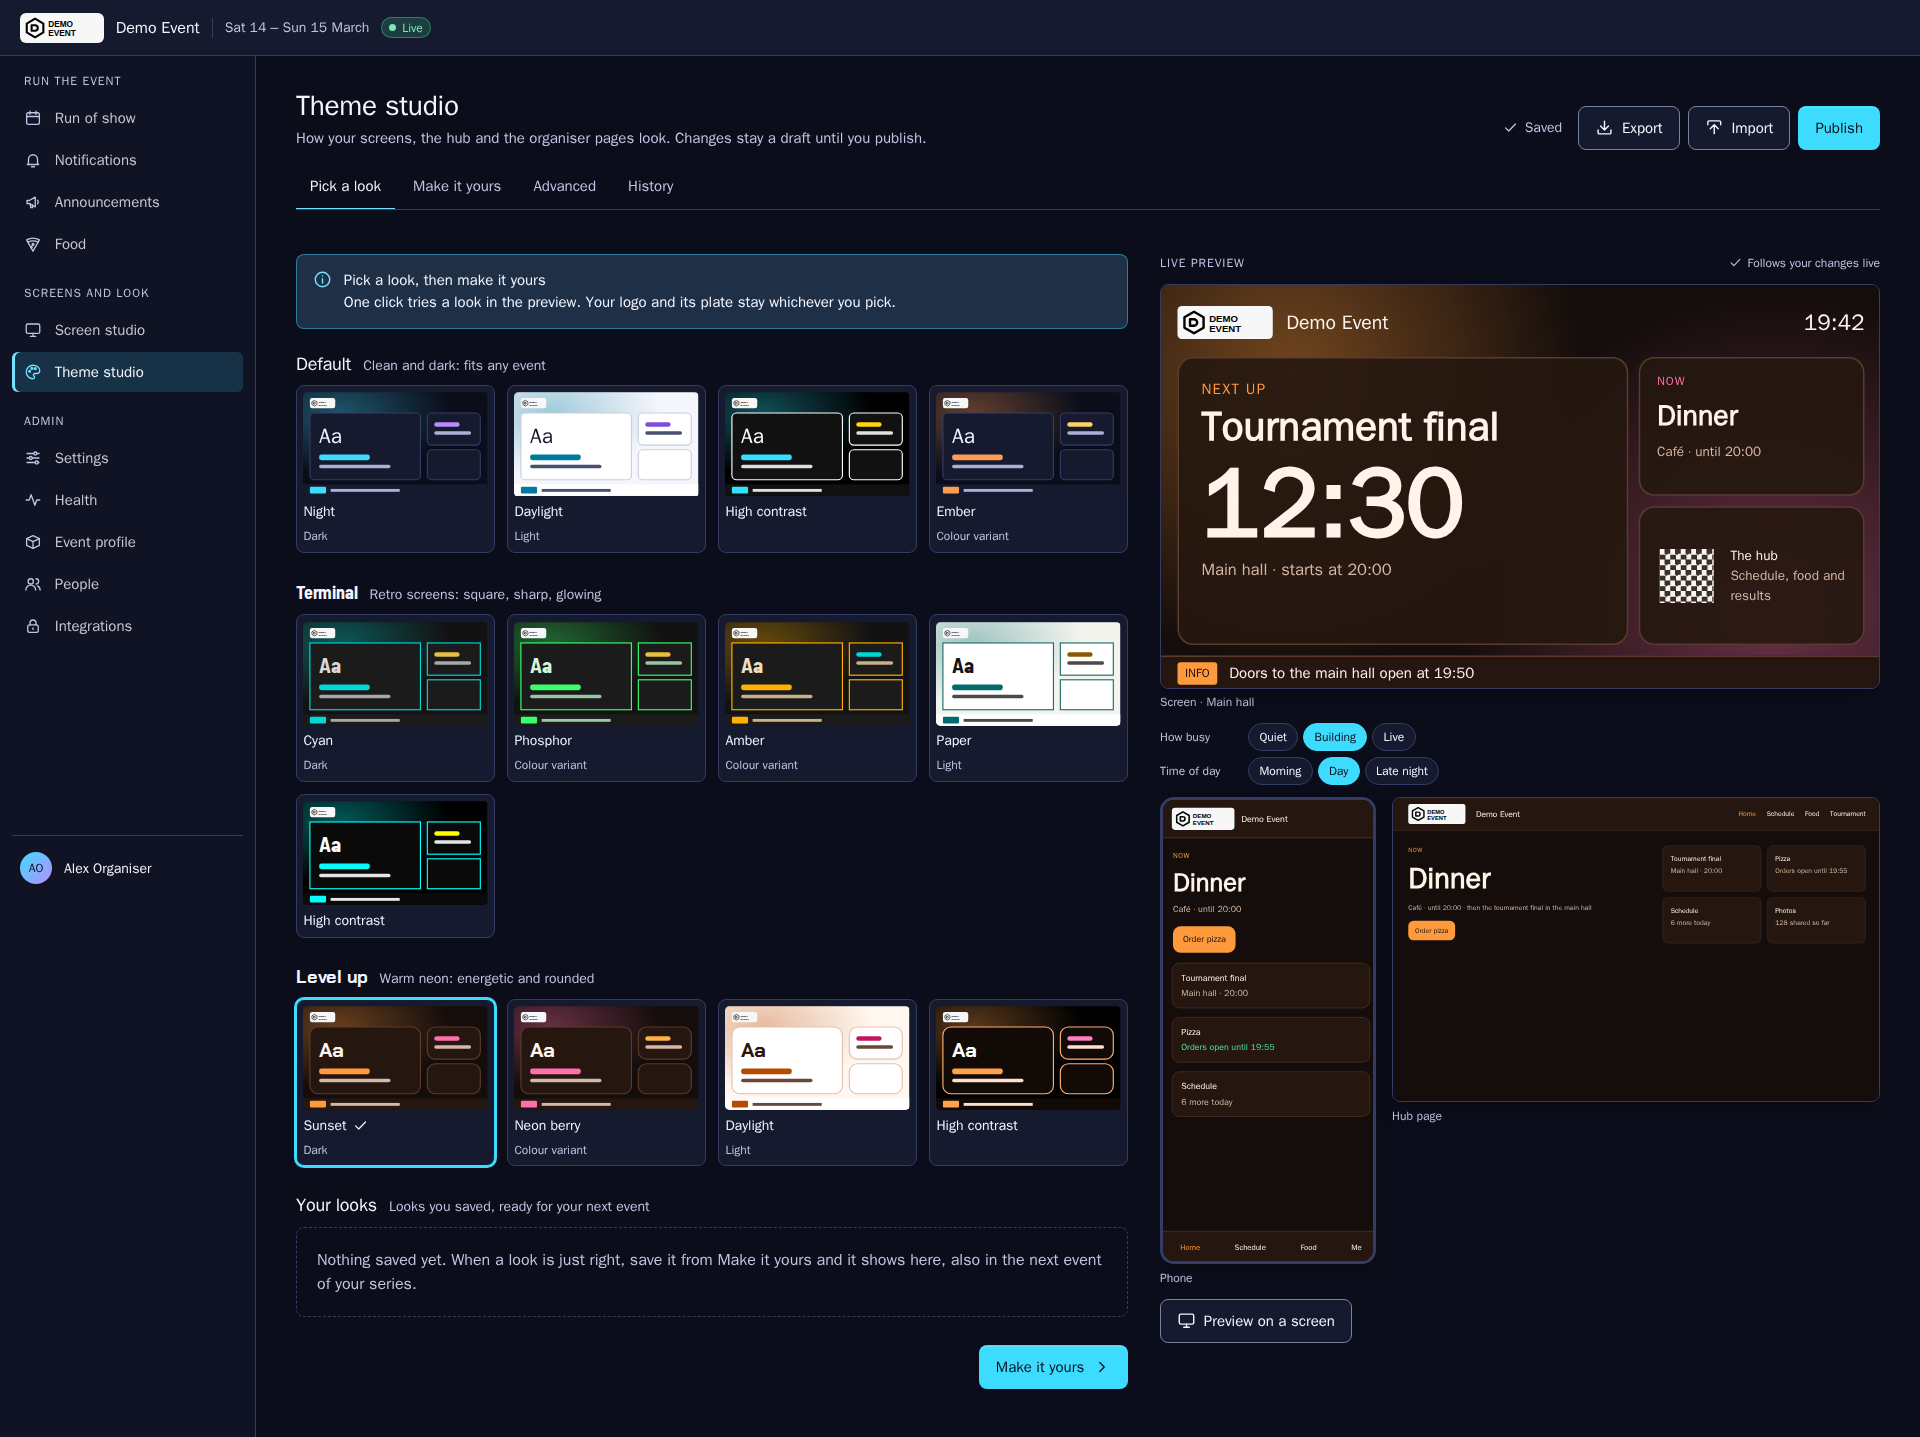 DEMO EVENT
Demo Event
Sat 14 – Sun 15 March
Live
RUN THE EVENT
Run of show
Notifications
Announcements
Food
SCREENS AND LOOK
Screen studio
Theme studio
ADMIN
Settings
Health
Event profile
People
Integrations
AO
Alex Organiser
Theme studio
How your screens, the hub and the organiser pages look. Changes stay a draft until you publish.
Saved
Export
Import
Publish
Pick a look
Make it yours
Advanced
History
Pick a look, then make it yours
One click tries a look in the preview. Your logo and its plate stay whichever you pick.
Default
Clean and dark: fits any event
Aa
Aa
Aa
Aa
Night
Dark
Daylight
Light
High contrast
Ember
Colour variant
Terminal
Retro screens: square, sharp, glowing
Aa
Aa
Aa
Aa
Cyan
Dark
Phosphor
Colour variant
Amber
Colour variant
Paper
Light
Aa
High contrast
Level up
Warm neon: energetic and rounded
Aa
Aa
Aa
Aa
Sunset
Dark
Neon berry
Colour variant
Daylight
Light
High contrast
Your looks
Looks you saved, ready for your next event
Nothing saved yet. When a look is just right, save it from Make it yours and it shows here, also in the next event
of your series.
Make it yours
LIVE PREVIEW
Follows your changes live
DEMO EVENT
Demo Event
19:42
NEXT UP
Tournament final
12:30
Main hall · starts at 20:00
NOW
Dinner
Café · until 20:00
The hub
Schedule, food and
results
INFO
Doors to the main hall open at 19:50
Screen · Main hall
How busy
Quiet
Building
Live
Time of day
Morning
Day
Late night
DEMO EVENT
Demo Event
NOW
Dinner
Café · until 20:00
Order pizza
Tournament final
Main hall · 20:00
Pizza
Orders open until 19:55
Schedule
6 more today
Home
Schedule
Food
Me
Phone
DEMO EVENT
Demo Event
Home
Schedule
Food
Tournament
NOW
Dinner
Café · until 20:00 · then the tournament final in the main hall
Order pizza
Tournament final
Main hall · 20:00
Pizza
Orders open until 19:55
Schedule
6 more today
Photos
128 shared so far
Hub page
Preview on a screen